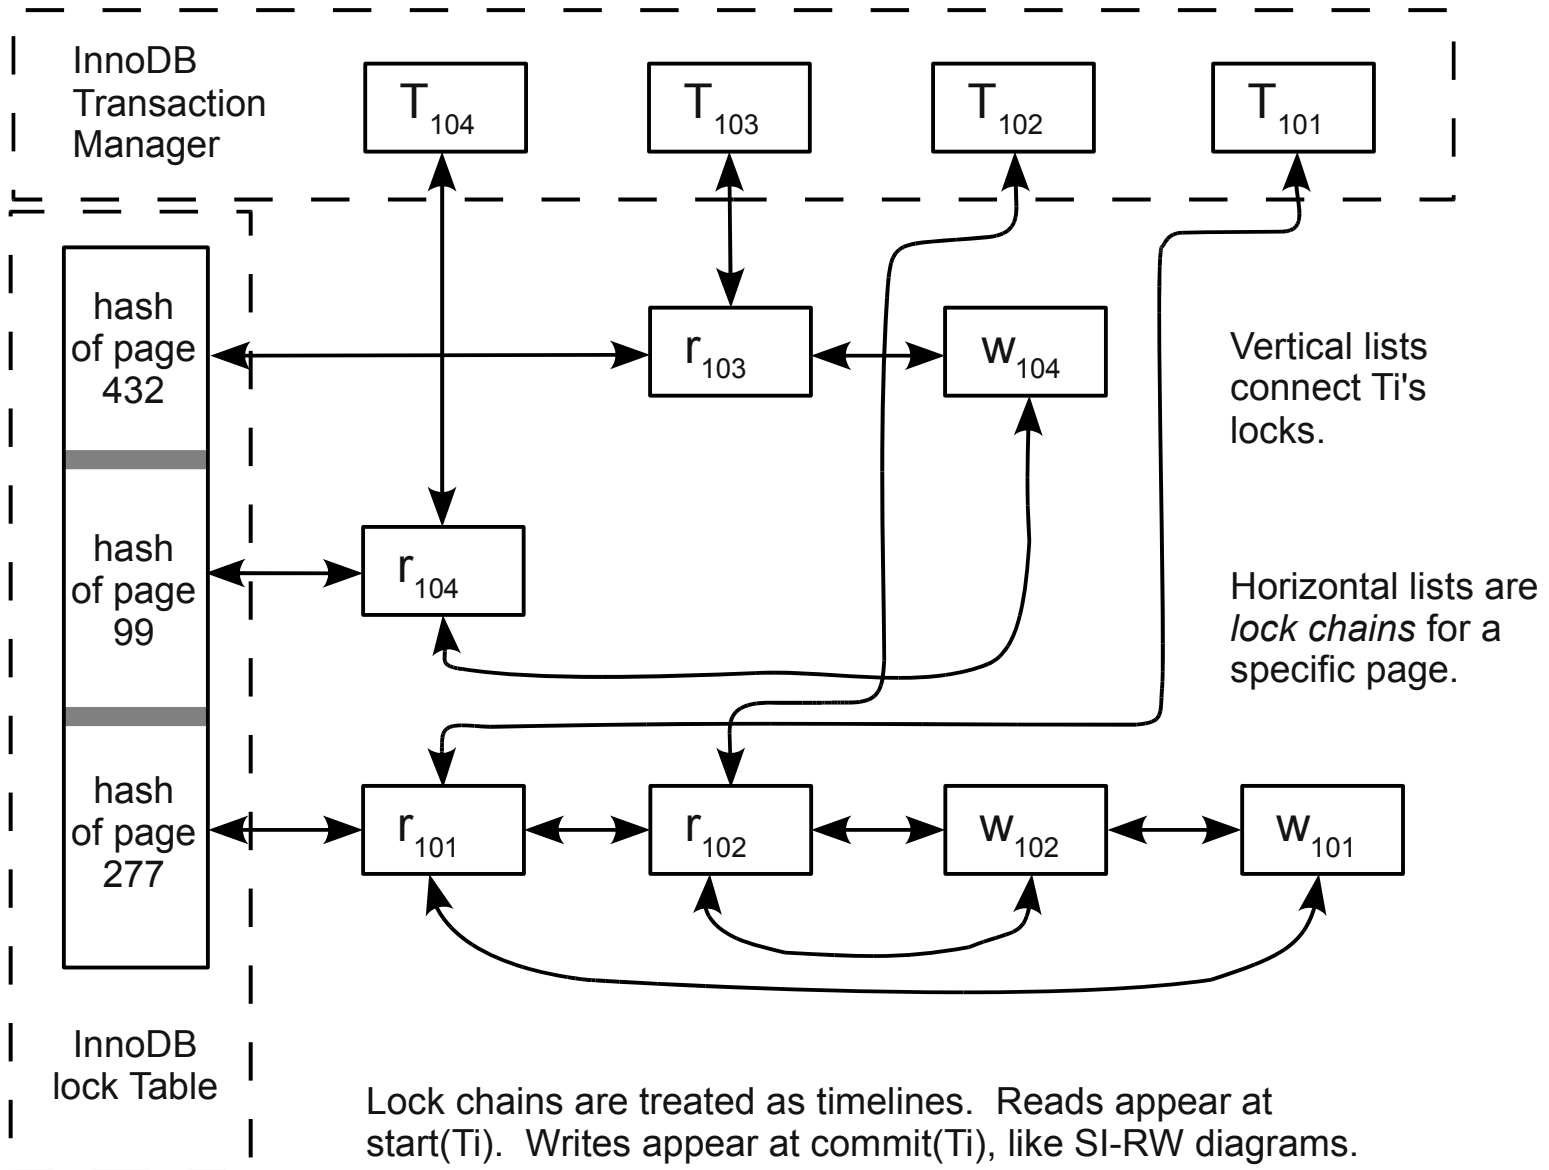 InnoDB
Transaction
Manager
T104
T103
T102
T101
hash
of page
432
r103
w104
Vertical lists
connect Ti's
locks.
hash
of page
99
r104
Horizontal lists are
lock chains for a
specific page.
hash
of page
277
r101
r102
w102
w101
InnoDB
lock Table
Lock chains are treated as timelines.  Reads appear at
start(Ti).  Writes appear at commit(Ti), like SI-RW diagrams.